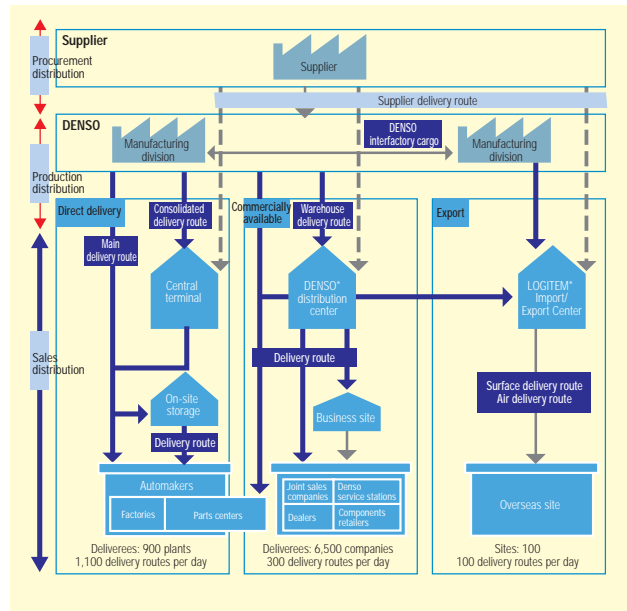 Supplier
Procurement
distribution
Supplier
Supplier delivery route
DENSO
Manufacturing
division
DENSO
interfactory cargo
Manufacturing
division
Production
distribution
Direct delivery
Consolidated
delivery route
Main
delivery route
Central
terminal
On-site
storage
Delivery route
Automakers
Factories
Parts centers
Deliverees: 900 plants
1,100 delivery routes per day
Commercially
available
Warehouse
delivery route
DENSO*
distribution
center
Delivery route
Business site
Joint sales
companies
Denso
service stations
Dealers
Components
retailers
Deliverees: 6,500 companies
300 delivery routes per day
Export
LOGITEM*
Import/
Export Center
Surface delivery route
Air delivery route
Overseas site
Sites: 100
100 delivery routes per day
Sales
distribution